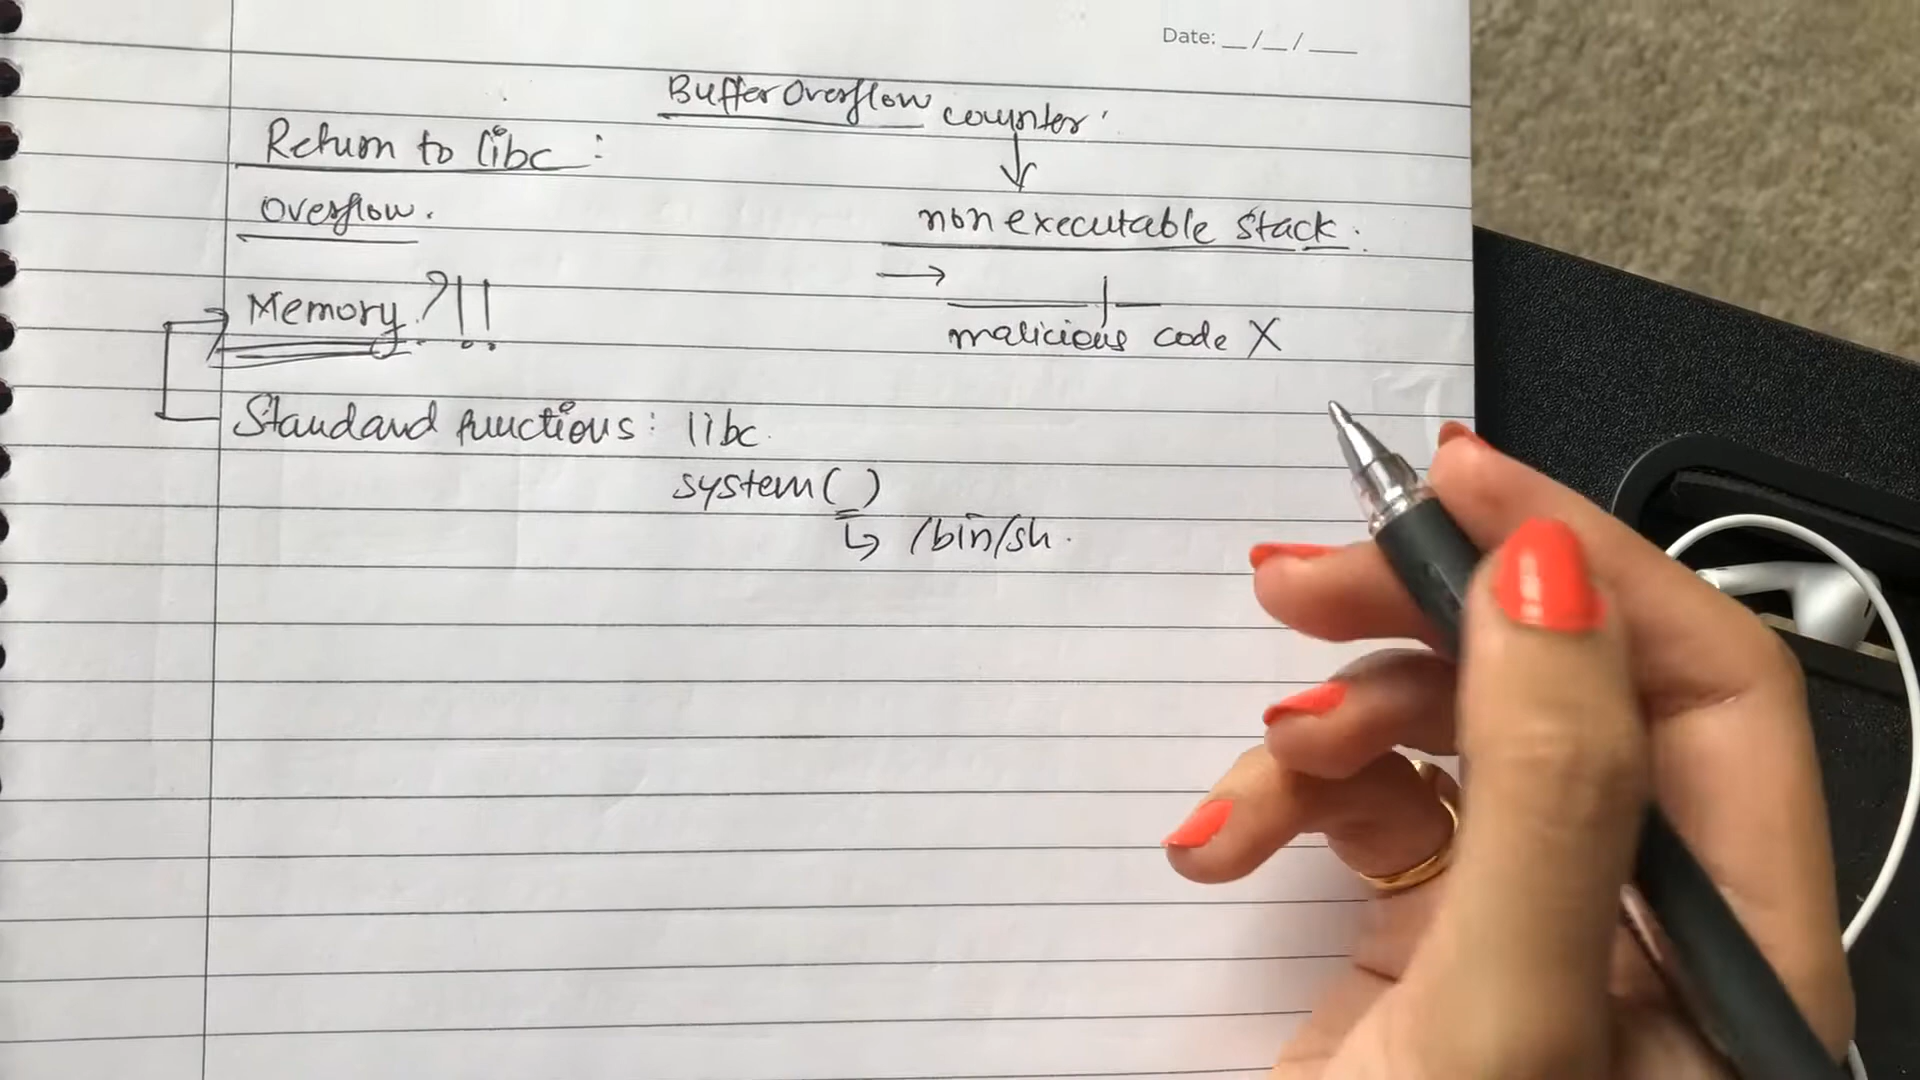 Date: __/__/____
Buffer Overflow counter
Return to libc :
overflow.
non executable stack.
Memory ?!!
malicious code X
Standard functions: libc.
system( )
↳ /bin/sh.